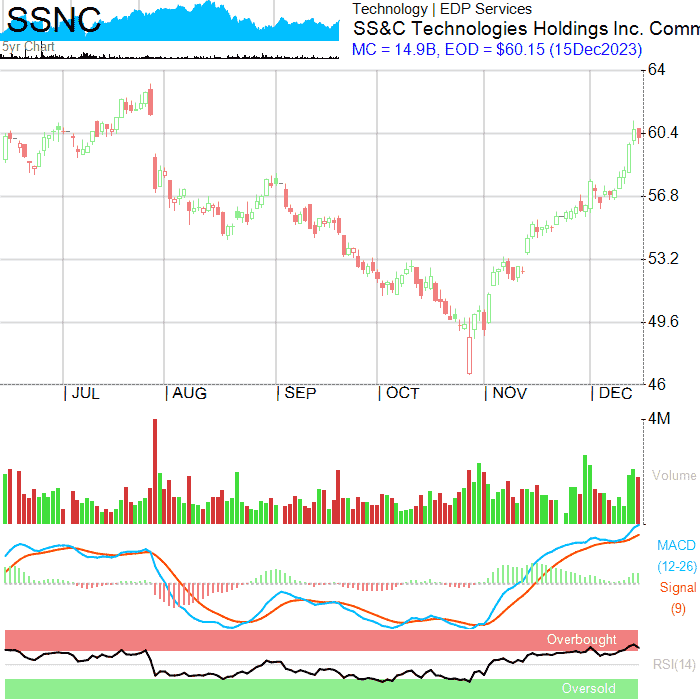 SSNC
5yr Chart
Technology | EDP Services
SS&C Technologies Holdings Inc. Comm
MC = 14.9B, EOD = $60.15 (15Dec2023)
64
60.4
56.8
53.2
49.6
46
| JUL | AUG | SEP | OCT | NOV | DEC
4M
Volume
MACD
(12-26)
Signal
(9)
Overbought
RSI(14)
Oversold